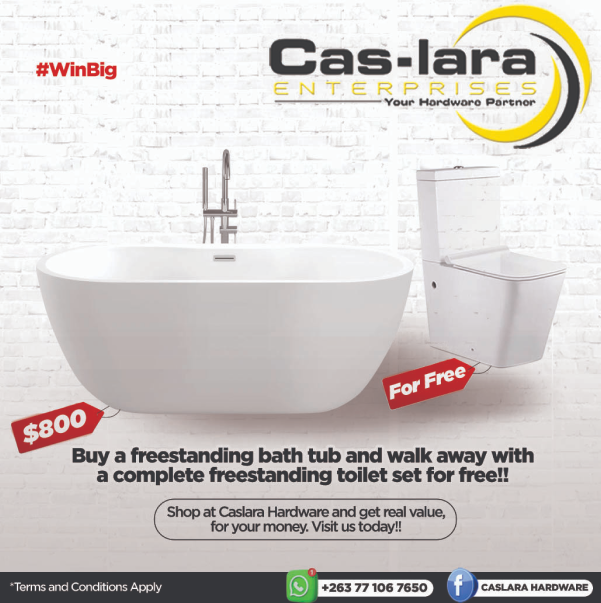 #WinBig
Cas-lara
ENTERPRISES
Your Hardware Partner
$800
For Free
Buy a freestanding bath tub and walk away with
a complete freestanding toilet set for free!!
Shop at Caslara Hardware and get real value,
for your money. Visit us today!!
*Terms and Conditions Apply
1
+263 77 106 7650
f
CASLARA HARDWARE